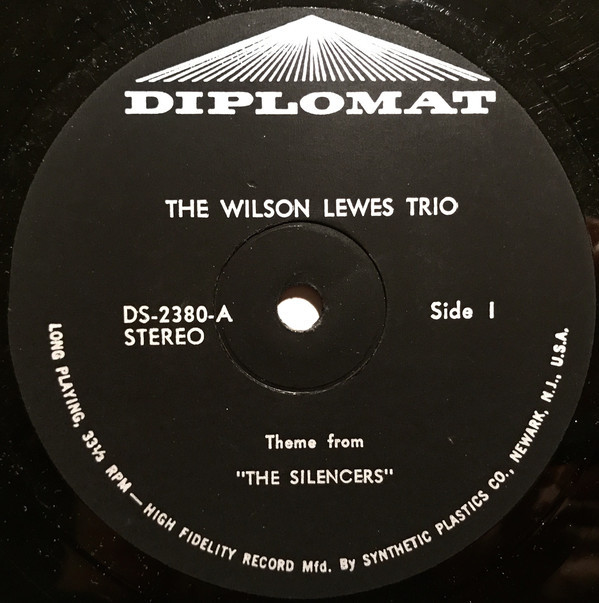 DIPLOMAT
THE WILSON LEWES TRIO
DS-2380-A
STEREO
Side 1
Theme from
"THE SILENCERS"
LONG PLAYING, 33⅓ RPM — HIGH FIDELITY RECORD Mfd. By SYNTHETIC PLASTICS CO., NEWARK, N.J., U.S.A.